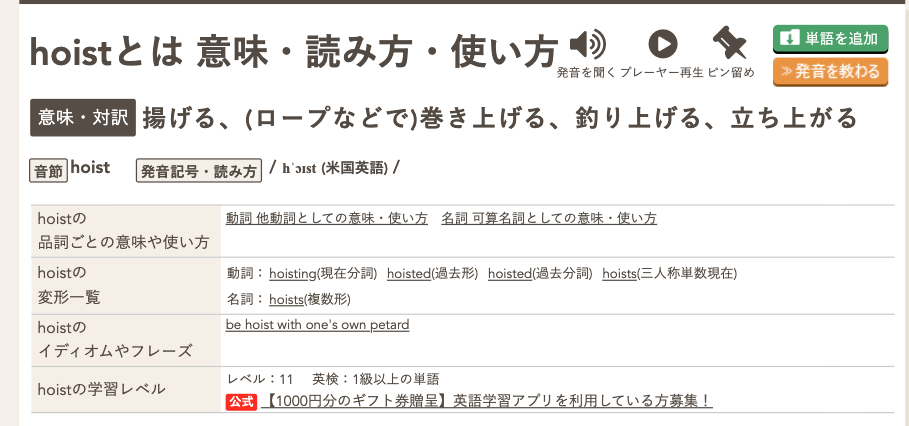 hoistとは 意味・読み方・使い方
発音を聞く プレーヤー再生 ピン留め
単語を追加
≫発音を教わる
意味・対訳 揚げる、(ロープなどで)巻き上げる、釣り上げる、立ち上がる
音節 hoist 発音記号・読み方 / hˈɔɪst (米国英語) /
hoistの
品詞ごとの意味や使い方
動詞 他動詞としての意味・使い方 名詞 可算名詞としての意味・使い方
hoistの
変形一覧
動詞： hoisting(現在分詞) hoisted(過去形) hoisted(過去分詞) hoists(三人称単数現在)
名詞： hoists(複数形)
hoistの
イディオムやフレーズ
be hoist with one's own petard
hoistの学習レベル
レベル：11 英検：1級以上の単語
公式 【1000円分のギフト券贈呈】英語学習アプリを利用している方募集！